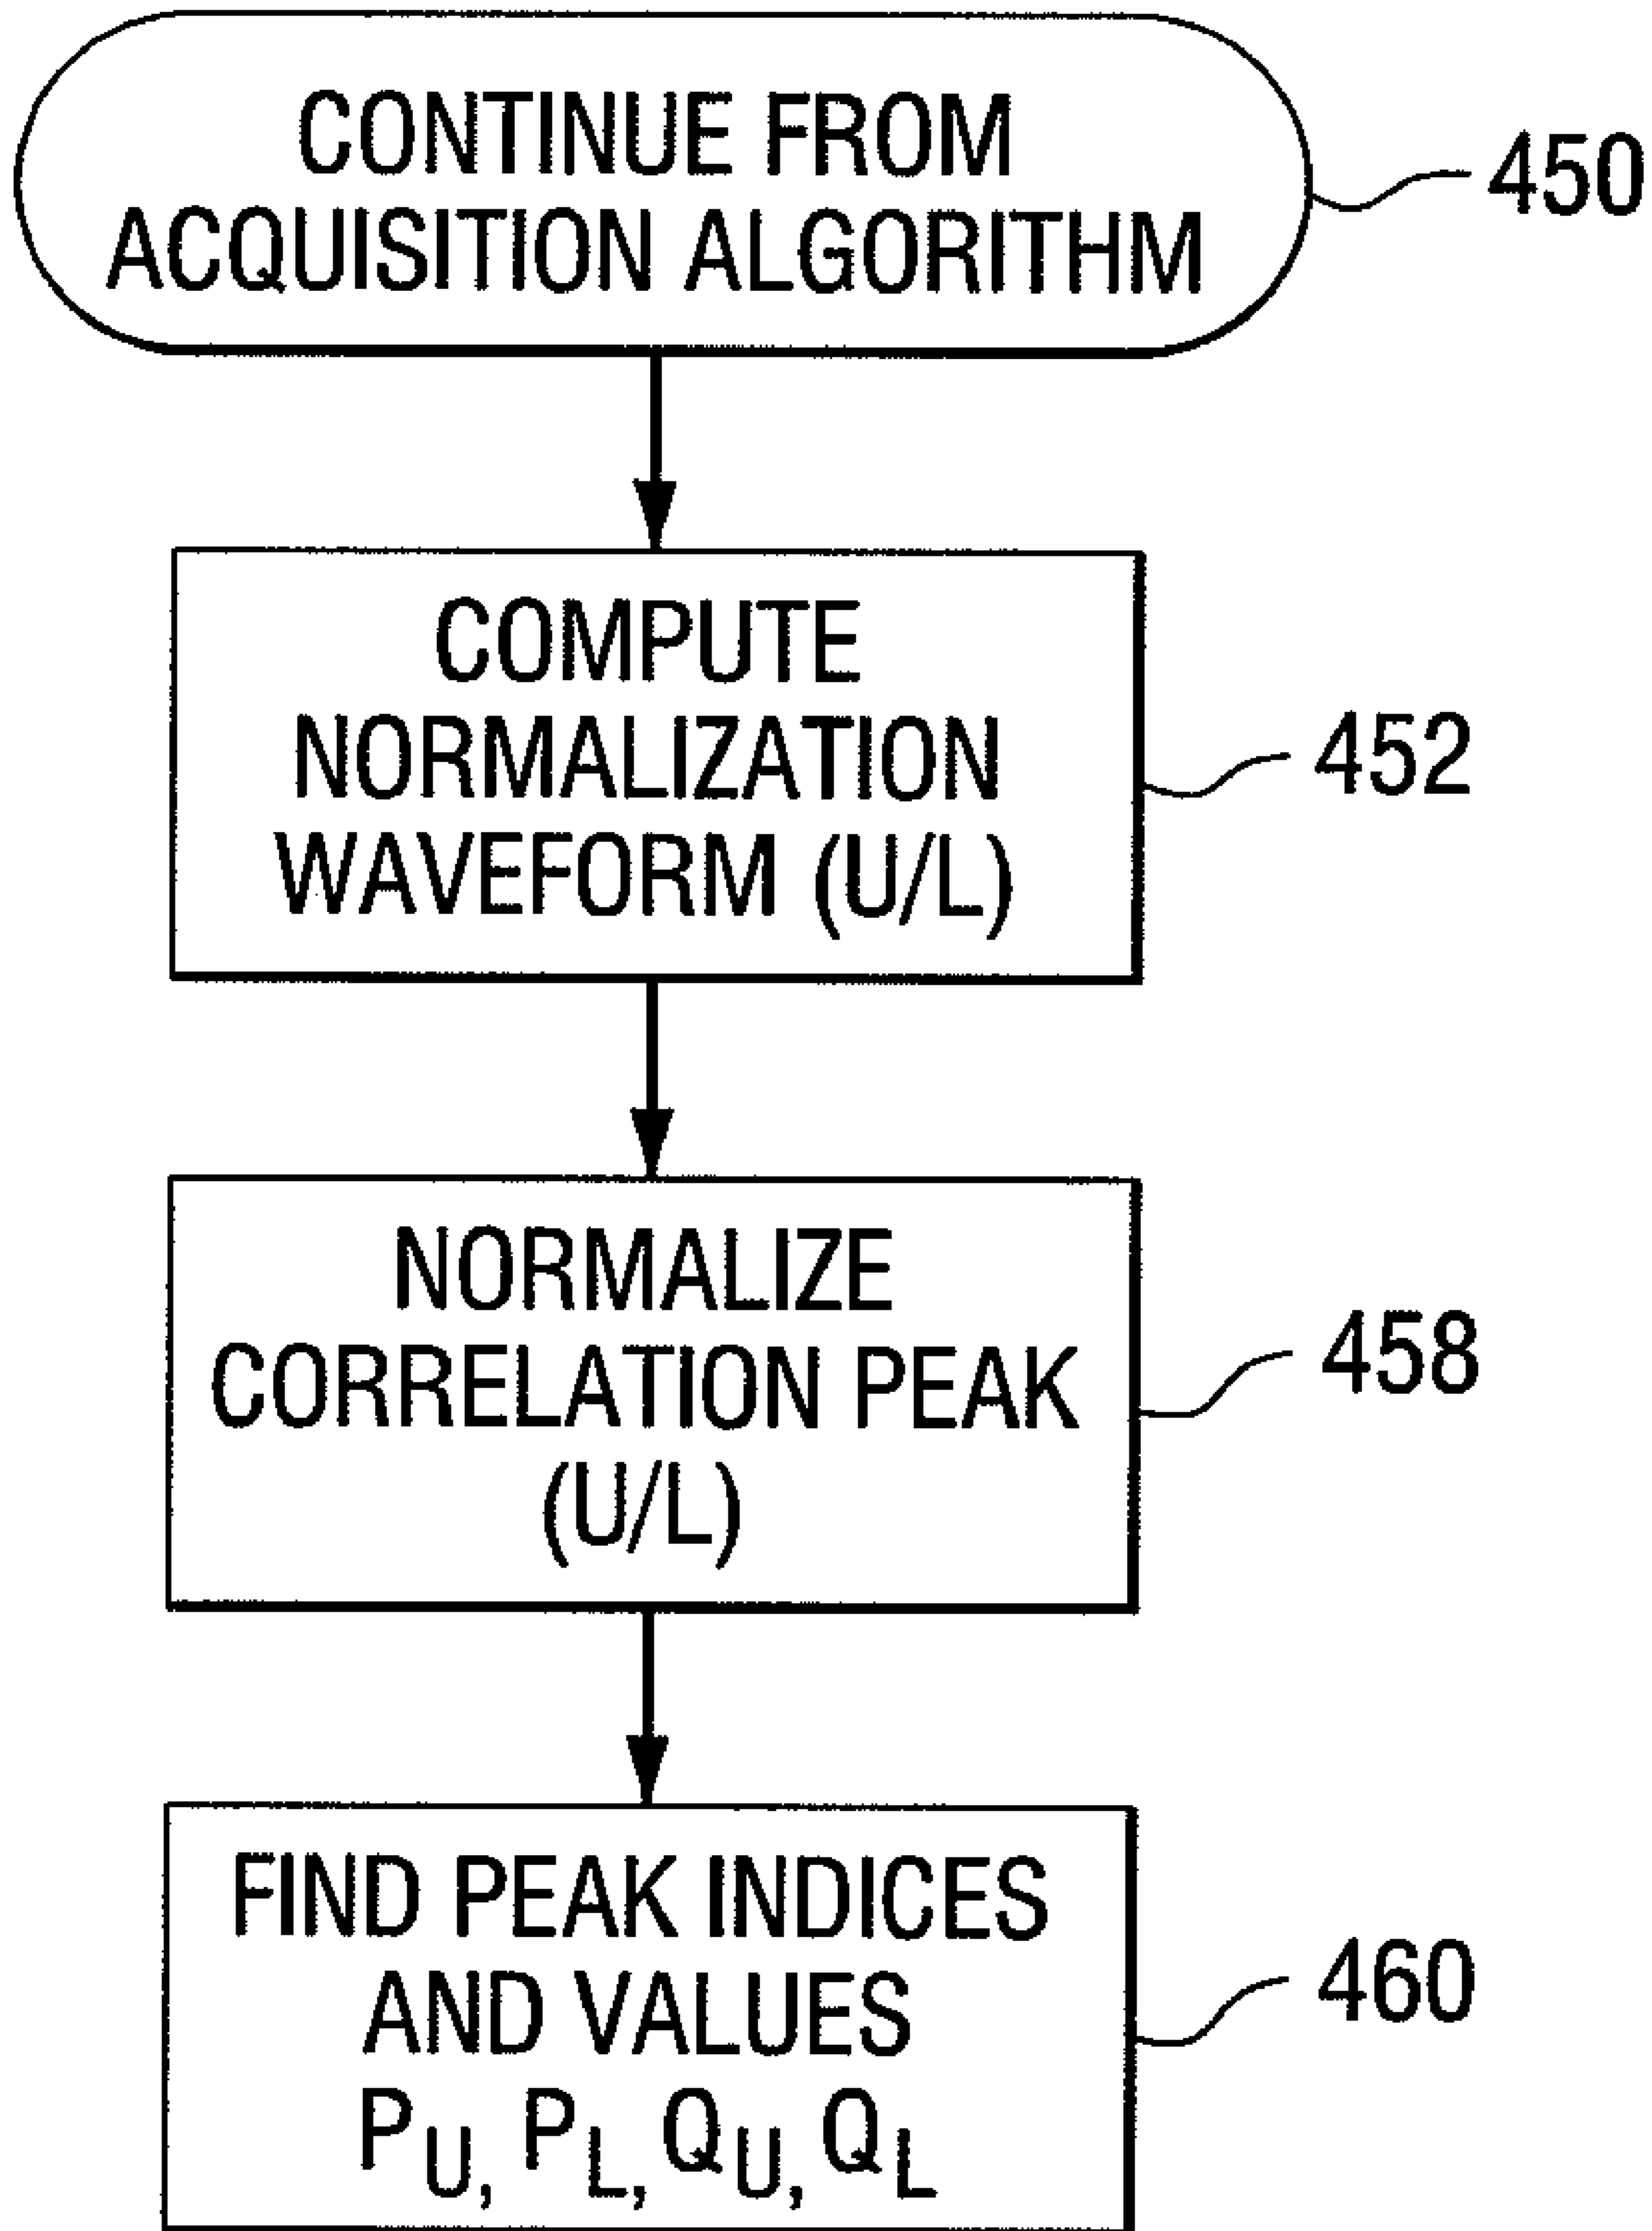 CONTINUE FROM
ACQUISITION ALGORITHM
450
COMPUTE
NORMALIZATION
WAVEFORM (U/L)
452
NORMALIZE
CORRELATION PEAK
(U/L)
458
FIND PEAK INDICES
AND VALUES
PU, PL, QU, QL
460